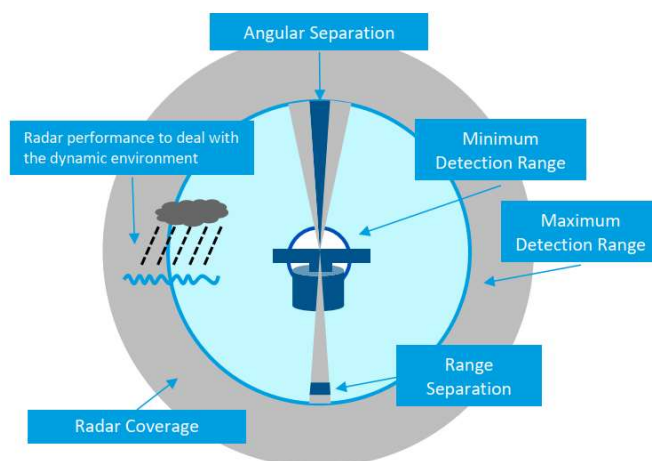 Angular Separation
Radar performance to deal with
the dynamic environment
Minimum
Detection Range
Maximum
Detection Range
Range
Separation
Radar Coverage